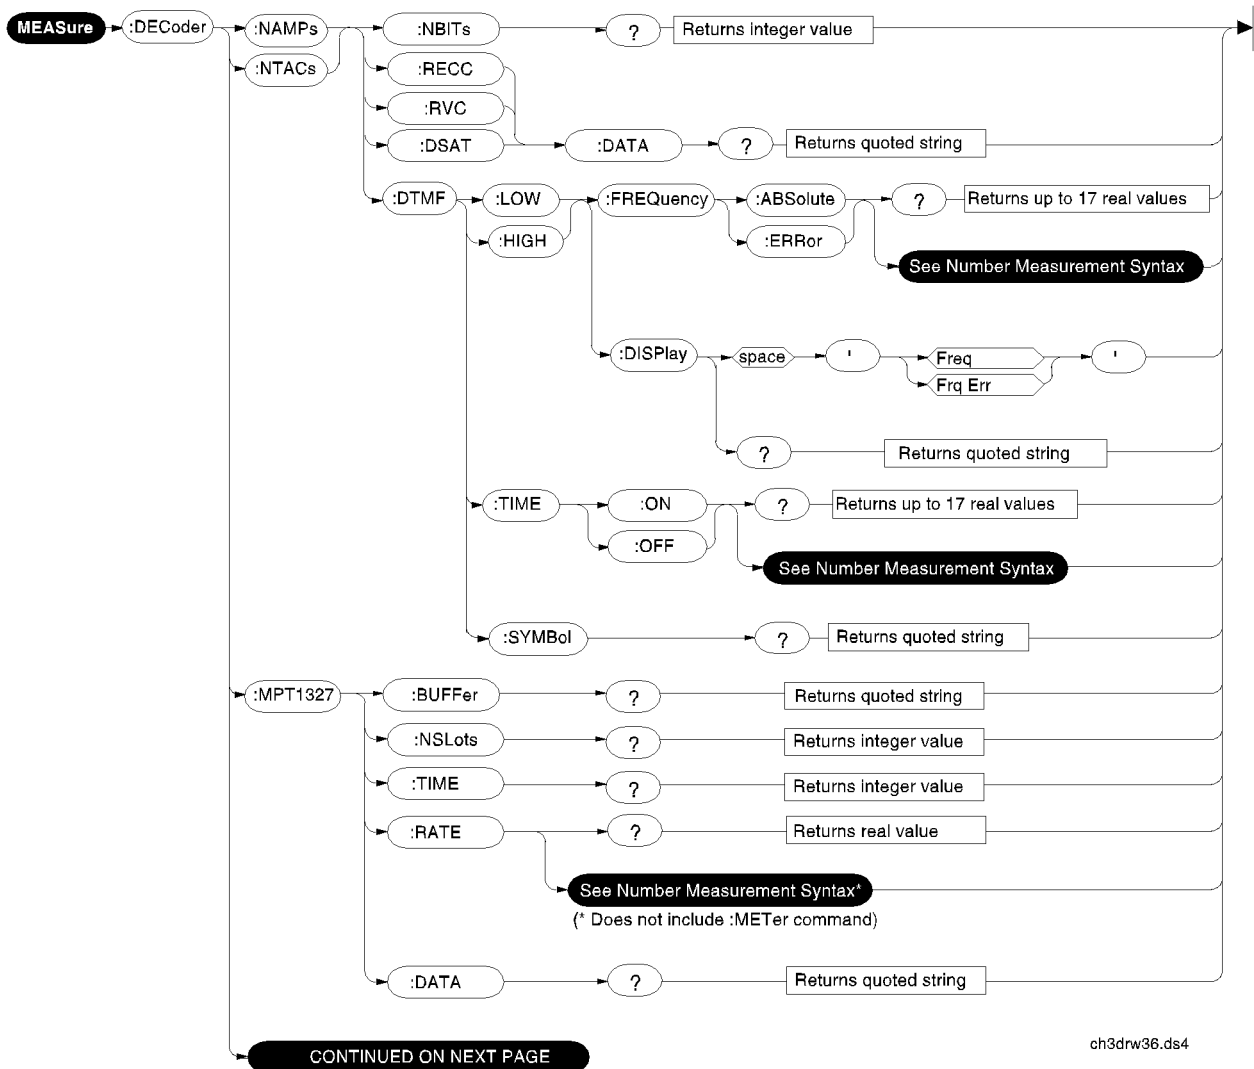 MEASure :DECoder :NAMPs :NBITs ? Returns integer value
:NTACs :RECC
:RVC
:DSAT :DATA ? Returns quoted string
:DTMF :LOW :FREQuency :ABSolute ? Returns up to 17 real values
:HIGH :ERRor
See Number Measurement Syntax
:DISPlay space ' Freq '
Frq Err
? Returns quoted string
:TIME :ON ? Returns up to 17 real values
:OFF
See Number Measurement Syntax
:SYMBol ? Returns quoted string
:MPT1327 :BUFFer ? Returns quoted string
:NSLots ? Returns integer value
:TIME ? Returns integer value
:RATE ? Returns real value
See Number Measurement Syntax*
(* Does not include :METer command)
:DATA ? Returns quoted string
CONTINUED ON NEXT PAGE
ch3drw36.ds4